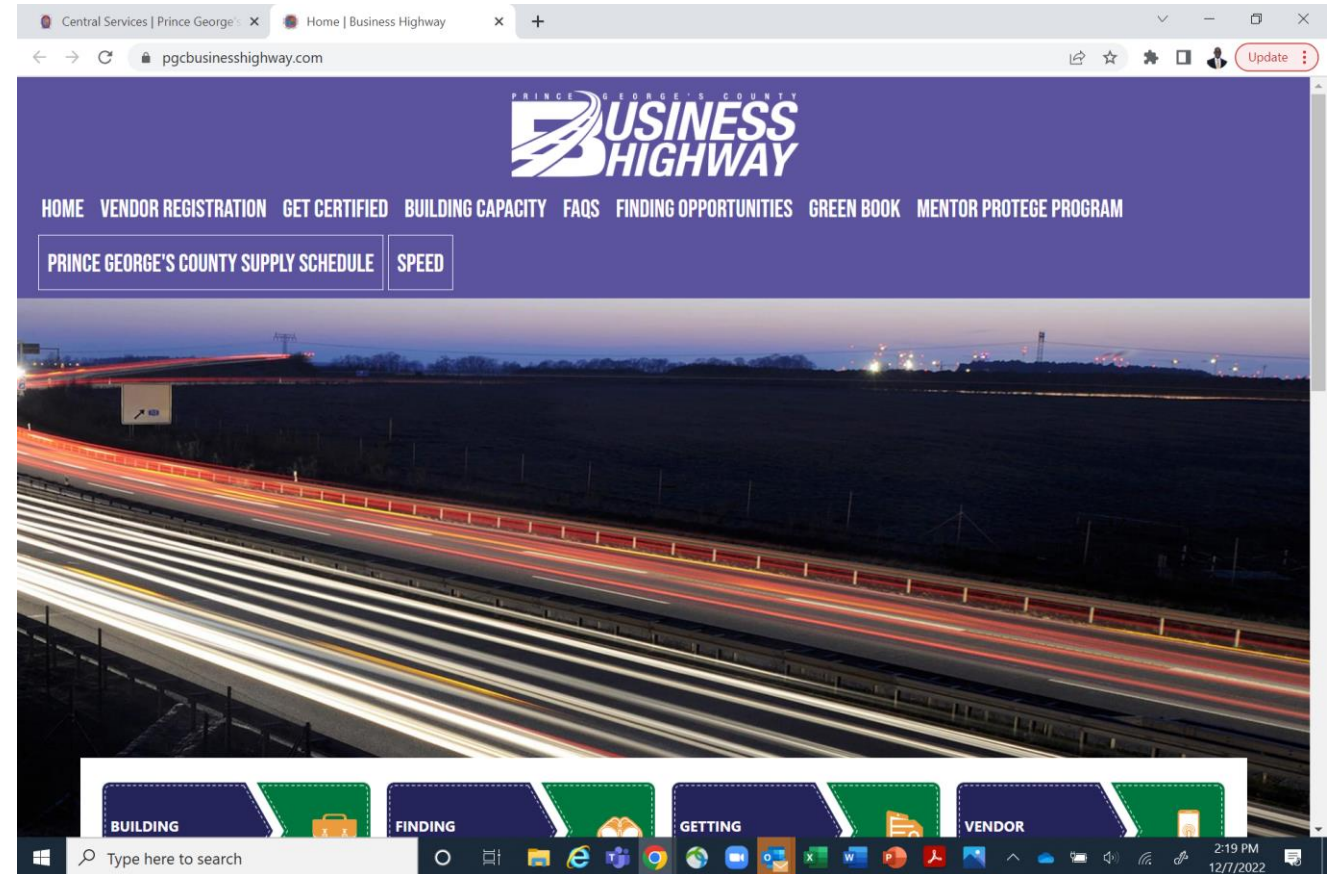 Central Services | Prince George's
Home | Business Highway
pgcbusinesshighway.com
Update
PRINCE GEORGE'S COUNTY
BUSINESS
HIGHWAY
HOME VENDOR REGISTRATION GET CERTIFIED BUILDING CAPACITY FAQS FINDING OPPORTUNITIES GREEN BOOK MENTOR PROTEGE PROGRAM
PRINCE GEORGE'S COUNTY SUPPLY SCHEDULE SPEED
BUILDING FINDING GETTING VENDOR
Type here to search
2:19 PM
12/7/2022